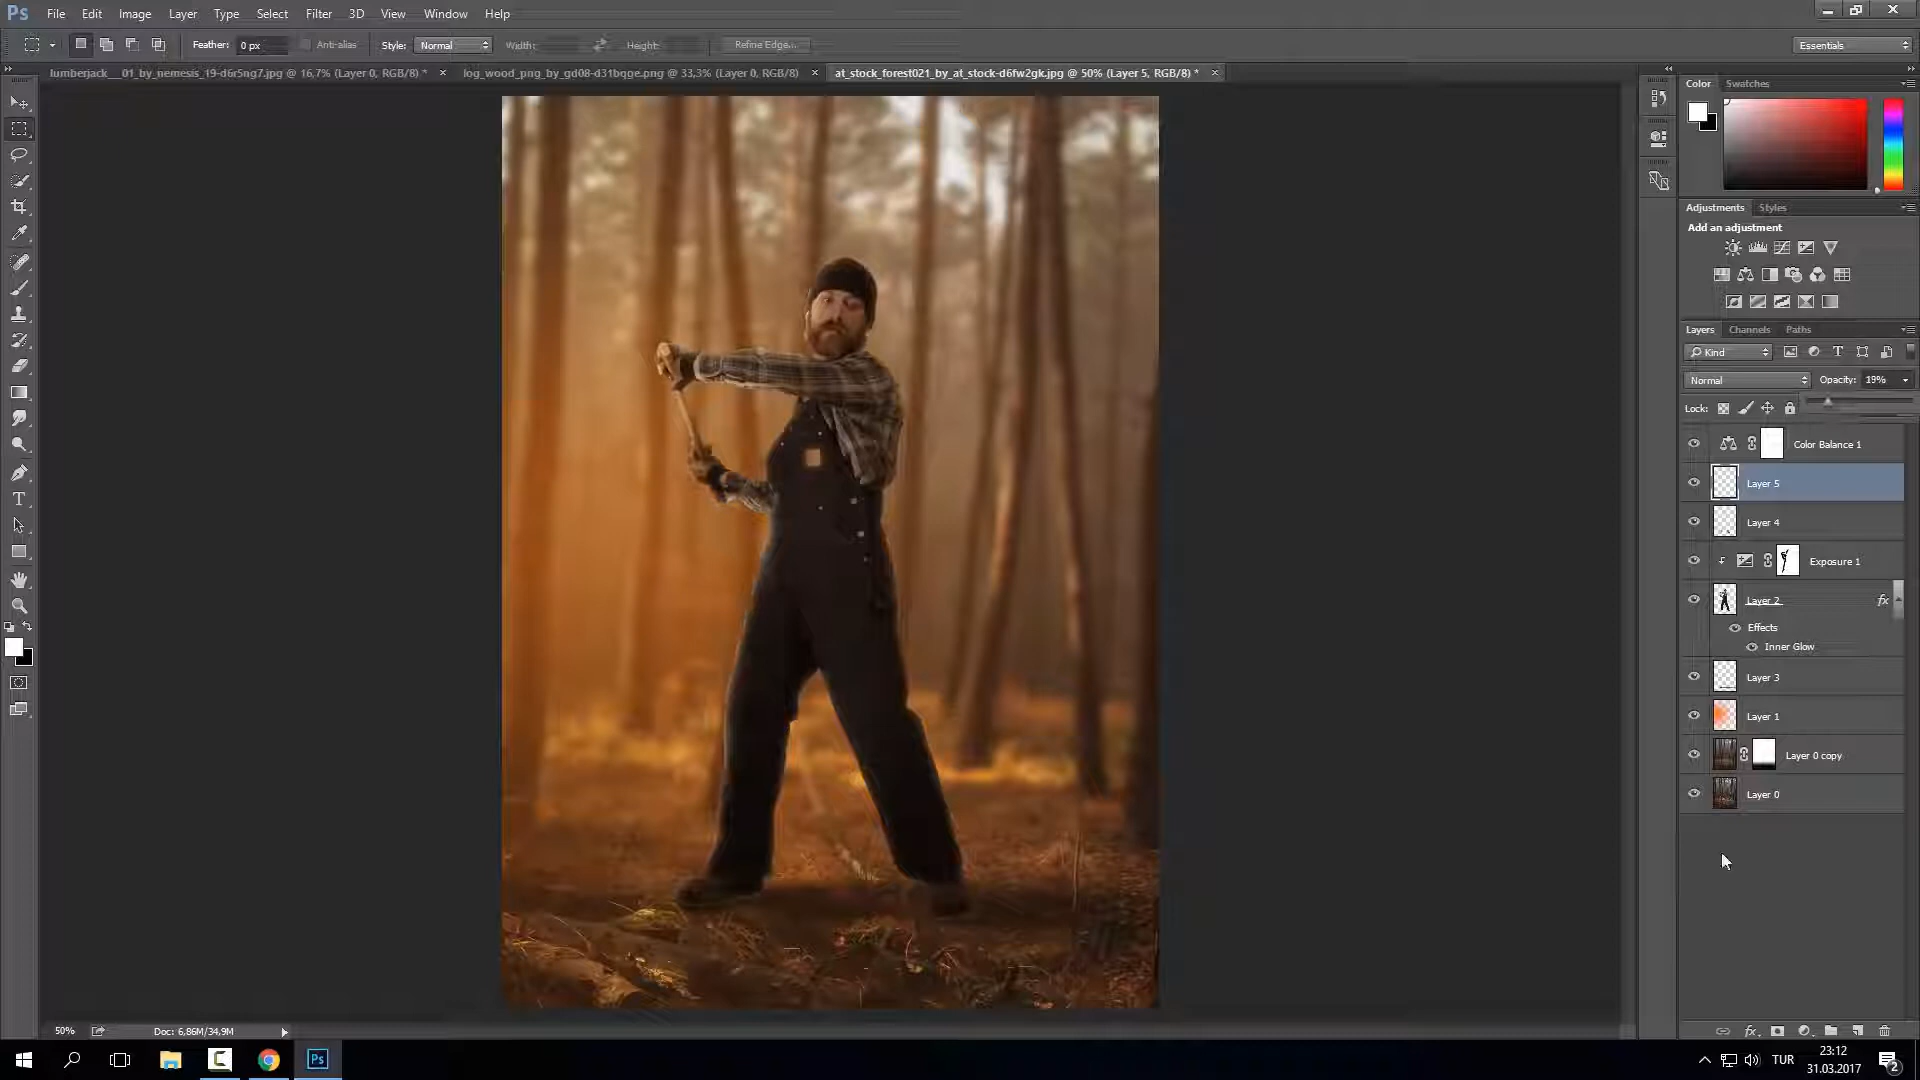 Ps File Edit Image Layer Type Select Filter 3D View Window Help
Feather: 0 px Anti-alias Style: Normal Width: Height: Refine Edge... Essentials
lumberjack__01_by_nemesis_19-d6r5ng7.jpg @ 16,7% (Layer 0, RGB/8) * × log_wood_png_by_gd08-d31bqge.png @ 33,3% (Layer 0, RGB/8) × at_stock_forest021_by_at_stock-d6fw2gk.jpg @ 50% (Layer 5, RGB/8) * ×
Color Swatches
Adjustments Styles
Add an adjustment
Layers Channels Paths
Kind
Normal Opacity: 19%
Lock:
Color Balance 1
Layer 5
Layer 4
Exposure 1
Layer 2 fx
Effects
Inner Glow
Layer 3
Layer 1
Layer 0 copy
Layer 0
50% Doc: 6,86M/34,9M
Ps TUR 23:12
31.03.2017 2